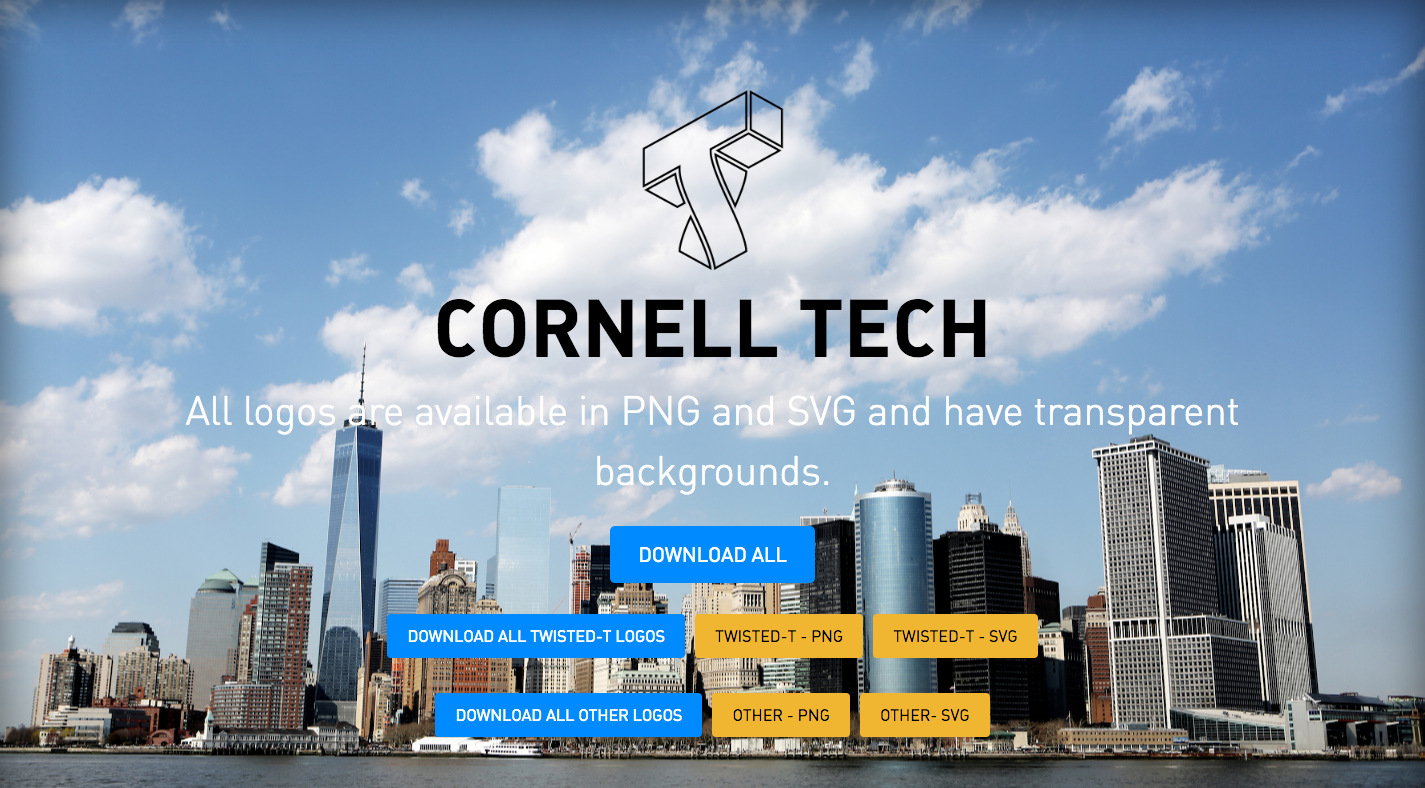 CORNELL TECH
All logos are available in PNG and SVG and have transparent
backgrounds.
DOWNLOAD ALL
DOWNLOAD ALL TWISTED-T LOGOS TWISTED-T - PNG TWISTED-T - SVG
DOWNLOAD ALL OTHER LOGOS OTHER - PNG OTHER- SVG